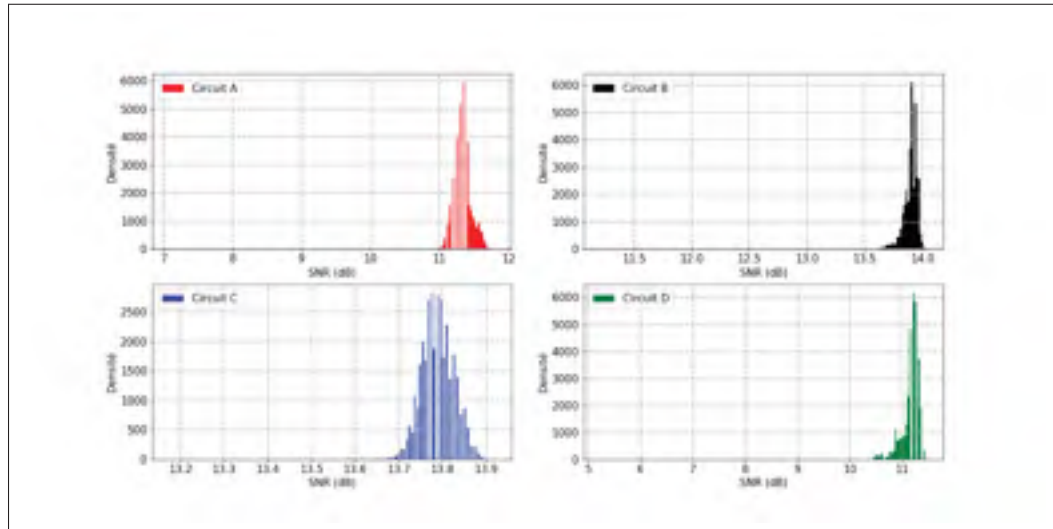 6000
5000
4000
3000
2000
1000
0
Densité
Circuit A
7 8 9 10 11 12
SNR (dB)
6000
5000
4000
3000
2000
1000
0
Densité
Circuit B
11.5 12.0 12.5 13.0 13.5 14.0
SNR (dB)
2500
2000
1500
1000
500
0
Densité
Circuit C
13.2 13.3 13.4 13.5 13.6 13.7 13.8 13.9
SNR (dB)
6000
5000
4000
3000
2000
1000
0
Densité
Circuit D
5 6 7 8 9 10 11
SNR (dB)